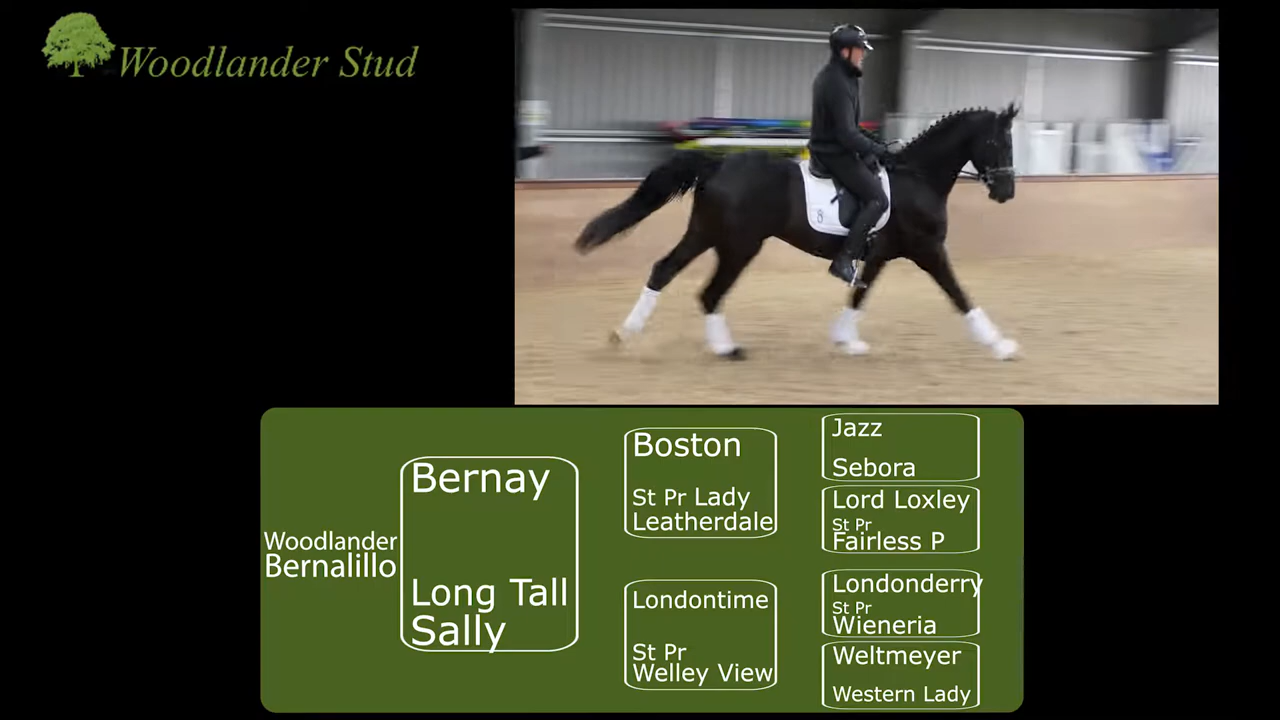 Woodlander Stud
8
Woodlander
Bernalillo
Bernay
Long Tall
Sally
Boston
St Pr Lady
Leatherdale
Londontime
St Pr
Welley View
Jazz
Sebora
Lord Loxley
St Pr
Fairless P
Londonderry
St Pr
Wieneria
Weltmeyer
Western Lady